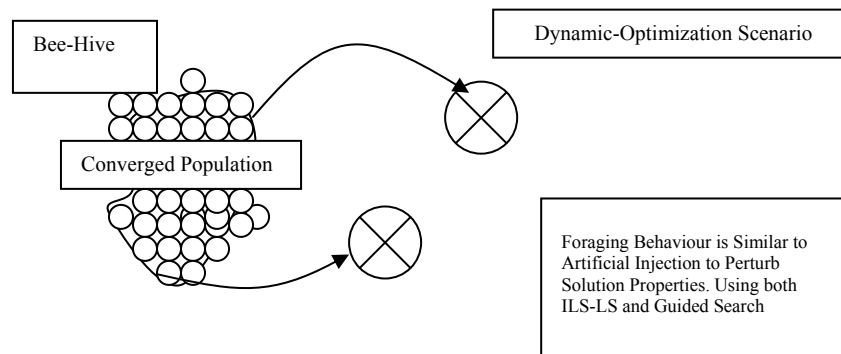 Bee-Hive
Dynamic-Optimization Scenario
Converged Population
Foraging Behaviour is Similar to
Artificial Injection to Perturb
Solution Properties. Using both
ILS-LS and Guided Search